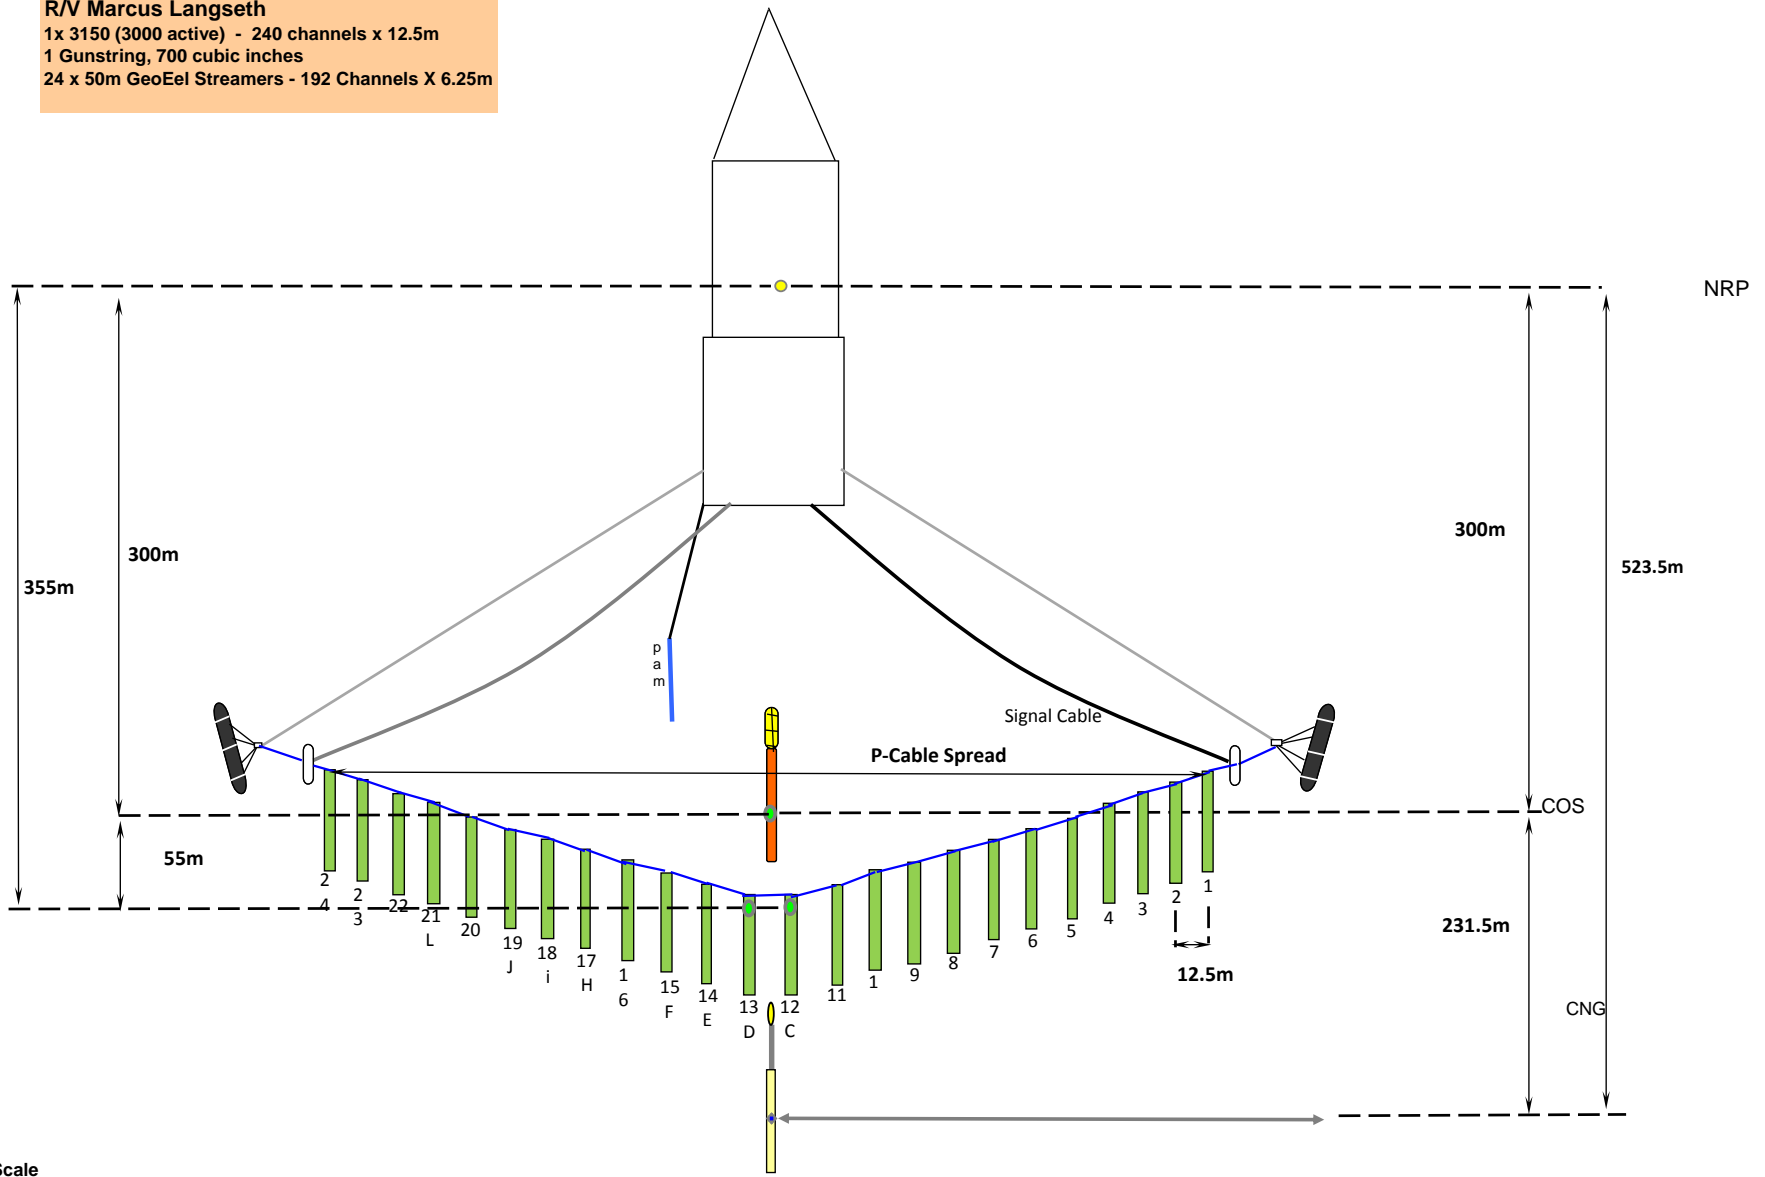 R/V Marcus Langseth
1x 3150 (3000 active)  -  240 channels x 12.5m
1 Gunstring, 700 cubic inches
24 x 50m GeoEel Streamers - 192 Channels X 6.25m
NRP
300m
300m
355m
523.5m
p
a
m
Signal Cable
P-Cable Spread
COS
55m
2
4
2
3
22
21
L
20
19
J
18
i
17
H
1
6
15
F
14
E
13
D
12
C
11
1
9
8
7
6
5
4
3
2
1
231.5m
12.5m
CNG
Scale